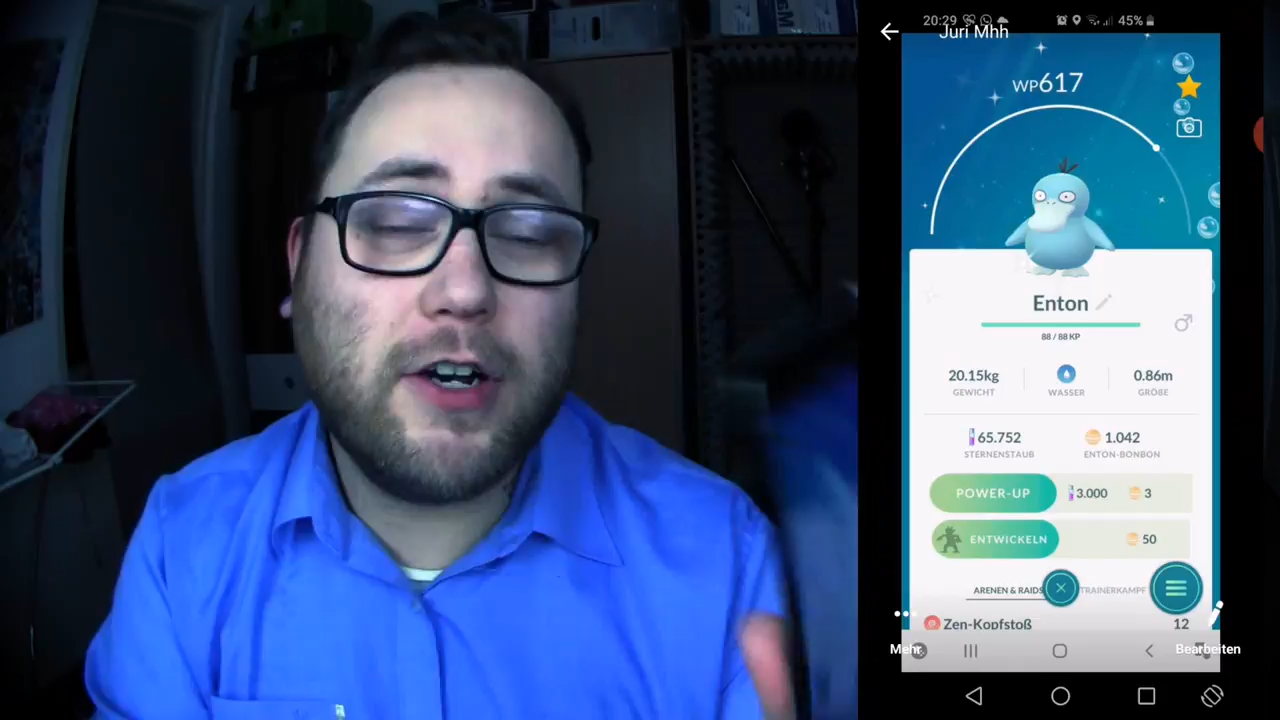 20:29
45%
Juri Mhh
WP617
Enton
88 / 88 KP
20.15kg
GEWICHT
WASSER
0.86m
GRÖßE
65.752
STERNENSTAUB
1.042
ENTON-BONBON
POWER-UP
3.000
3
ENTWICKELN
50
ARENEN & RAIDS
TRAINERKAMPF
Zen-Kopfstoß
12
Mehr
Bearbeiten